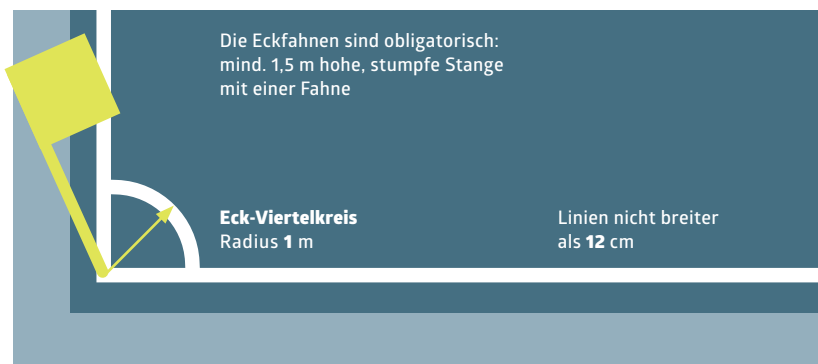 Die Eckfahnen sind obligatorisch:
mind. 1,5 m hohe, stumpfe Stange
mit einer Fahne
Eck-Viertelkreis
Radius 1 m
Linien nicht breiter
als 12 cm